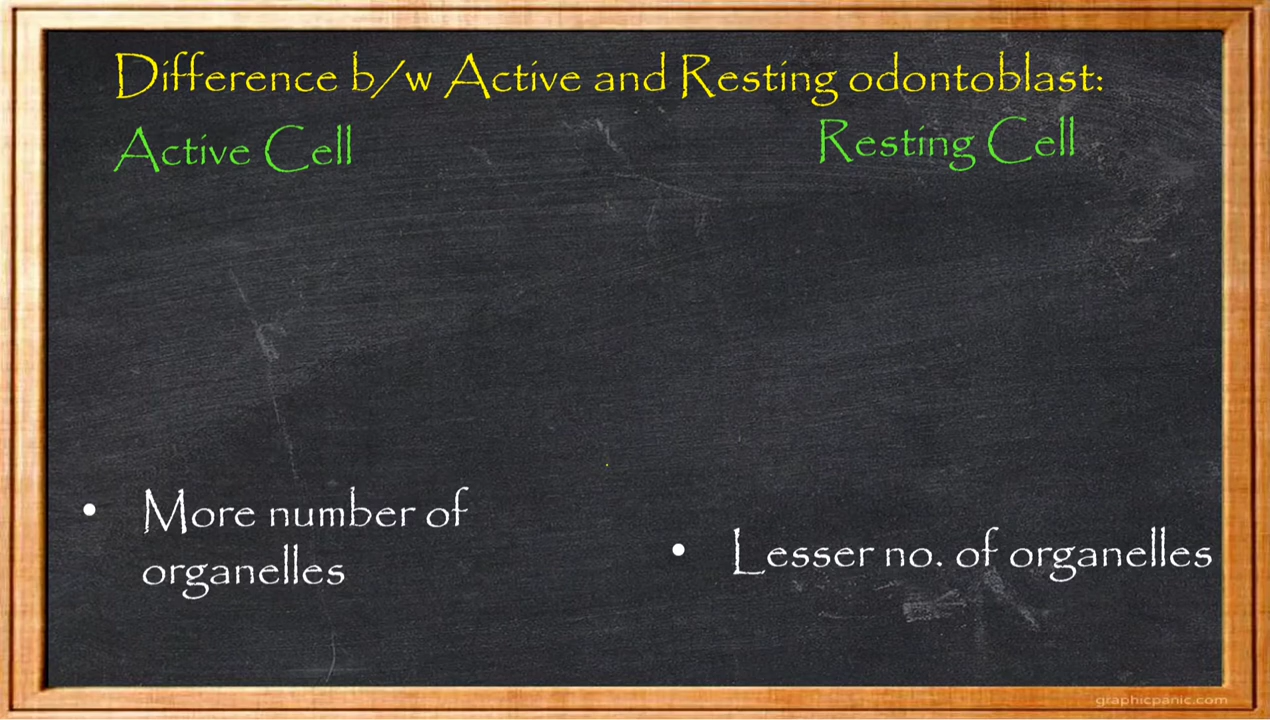 Difference b/w Active and Resting odontoblast:
Active Cell
Resting Cell
• More number of
organelles
• Lesser no. of organelles
graphicpanic.com